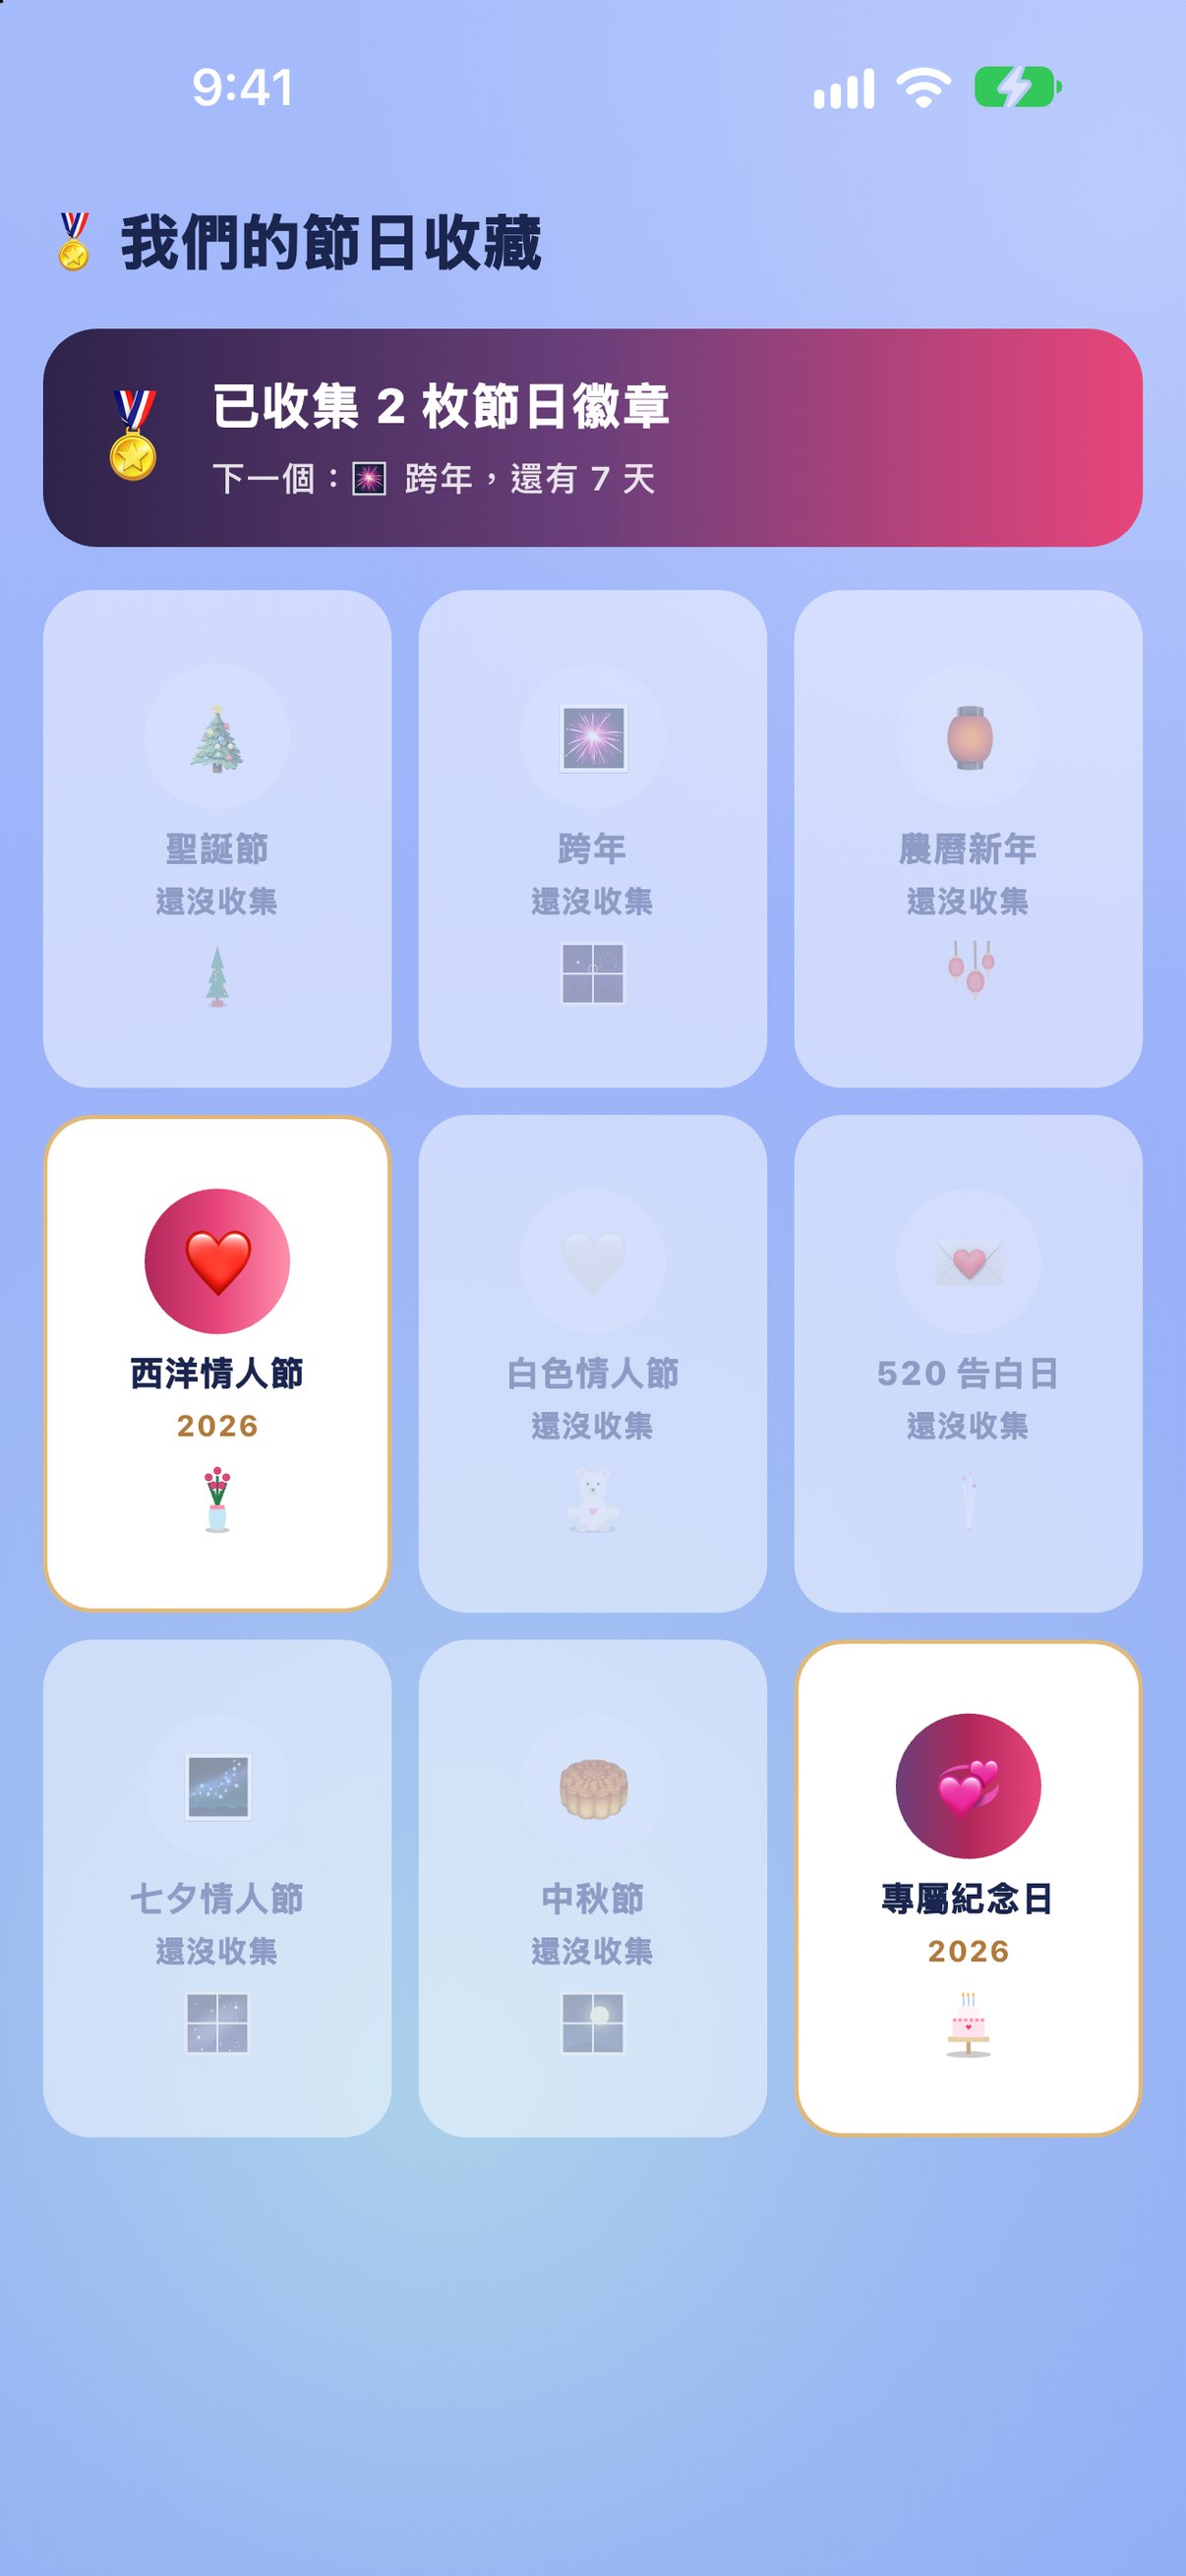 9:41
我們的節日收藏
已收集 2 枚節日徽章
下一個：🎆 跨年，還有 7 天
聖誕節
還沒收集
跨年
還沒收集
農曆新年
還沒收集
西洋情人節
2026
白色情人節
還沒收集
520 告白日
還沒收集
七夕情人節
還沒收集
中秋節
還沒收集
專屬紀念日
2026